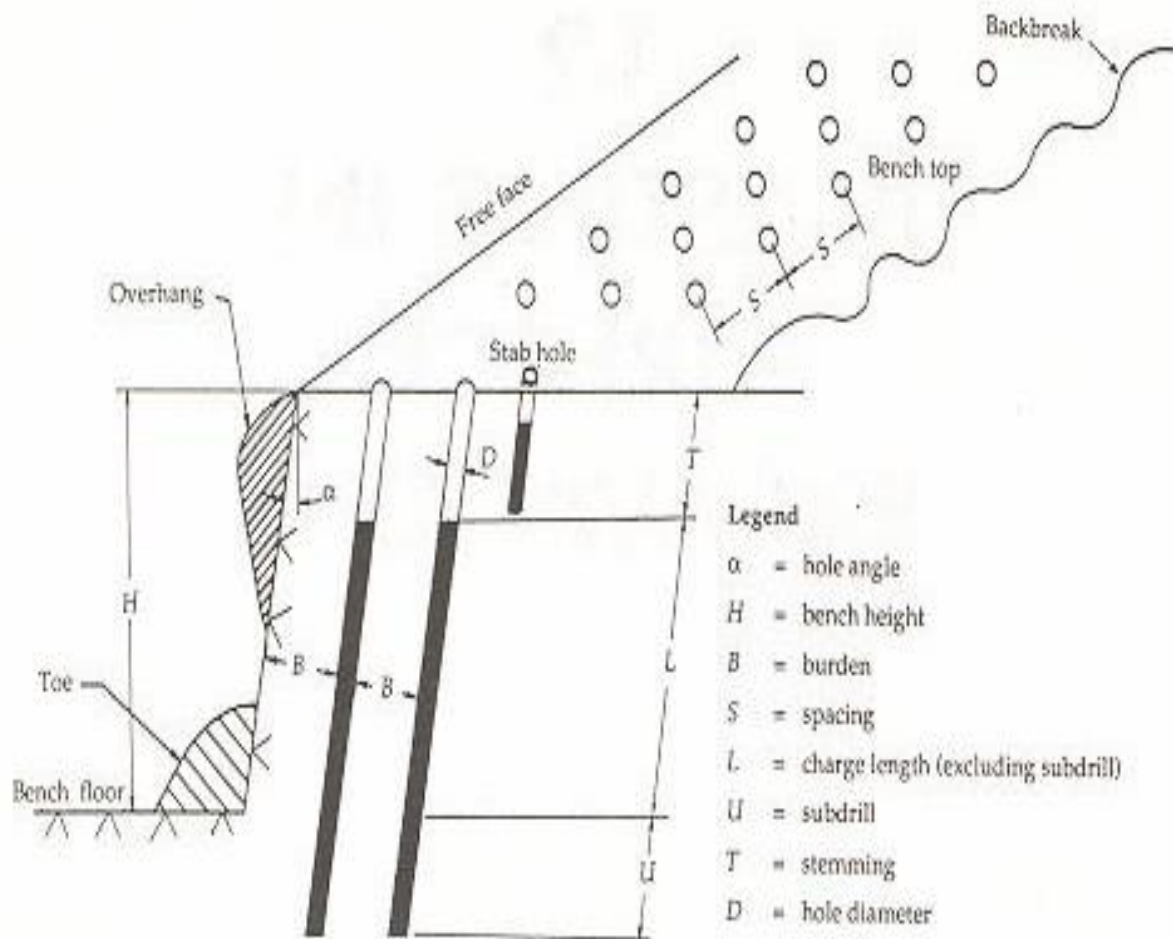 Backbreak
Bench top
Free face
S
S
Overhang
Stab hole
D
T
α
H
B
B
L
Toe
Bench floor
U
Legend
α = hole angle
H = bench height
B = burden
S = spacing
L = charge length (excluding subdrill)
U = subdrill
T = stemming
D = hole diameter